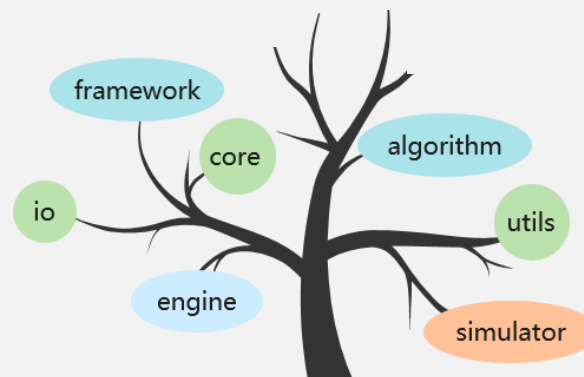 framework
core
algorithm
io
utils
engine
simulator